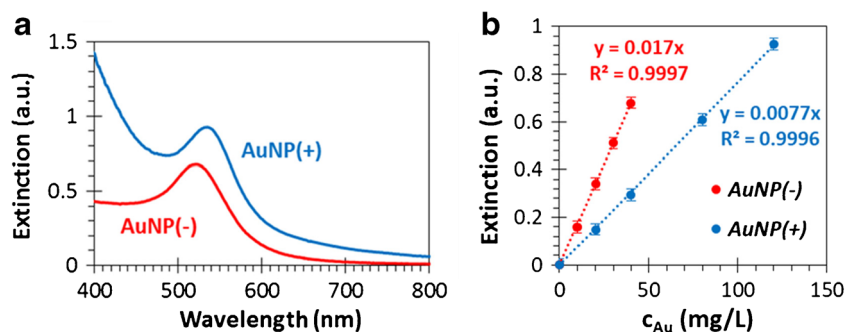 a
1.5
1
0.5
0
Extinction (a.u.)
AuNP(+)
AuNP(-)
400
500
600
700
800
Wavelength (nm)
b
1
0.8
0.6
0.4
0.2
0
Extinction (a.u.)
y = 0.017x
R² = 0.9997
y = 0.0077x
R² = 0.9996
AuNP(-)
AuNP(+)
0
50
100
150
cAu (mg/L)